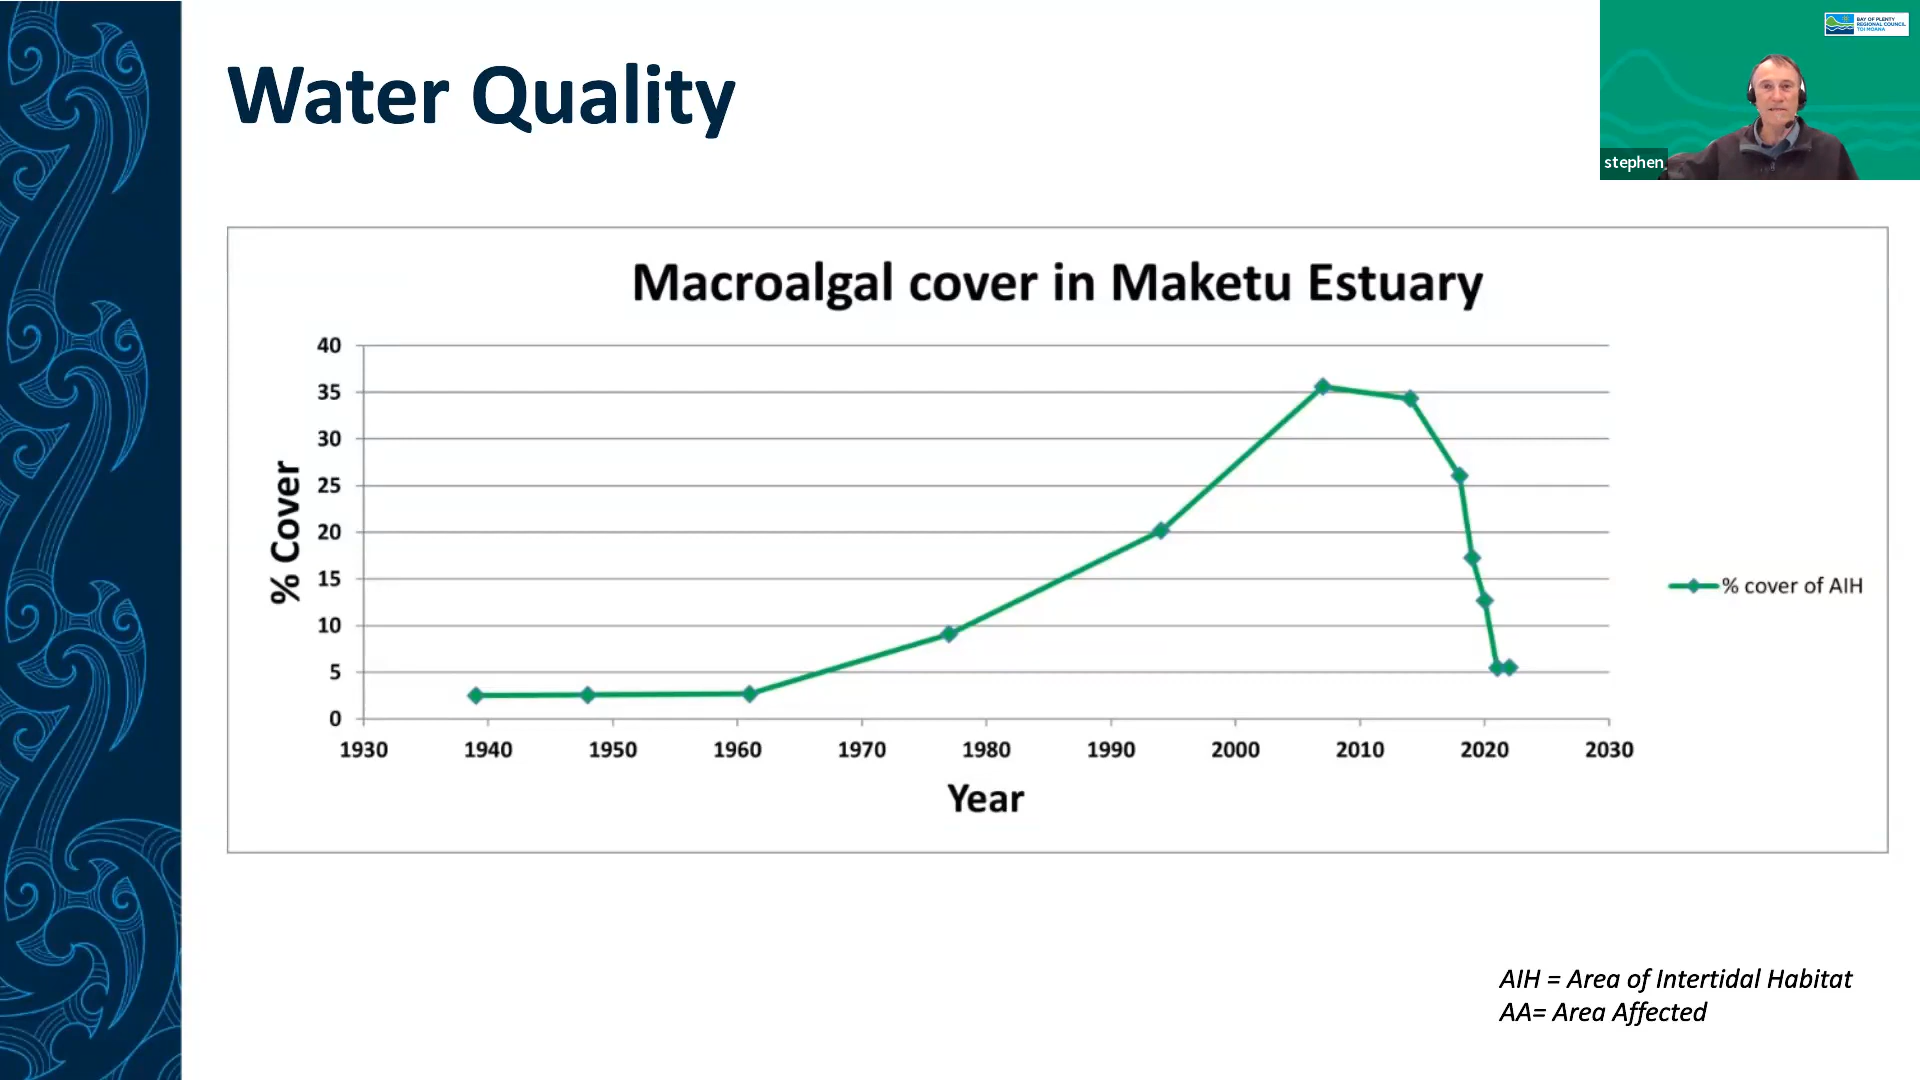 Water Quality
BAY OF PLENTY
REGIONAL COUNCIL
TOI MOANA
stephen
Macroalgal cover in Maketu Estuary
% Cover
40
35
30
25
20
15
10
5
0
1930 1940 1950 1960 1970 1980 1990 2000 2010 2020 2030
Year
% cover of AIH
AIH = Area of Intertidal Habitat
AA= Area Affected